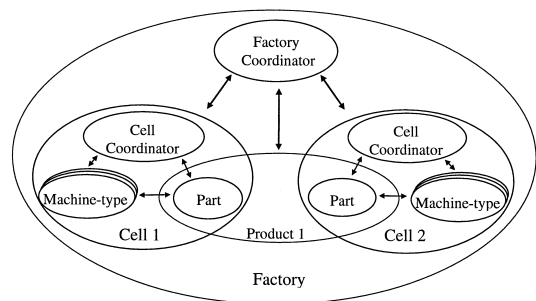 Factory
Coordinator
Cell
Coordinator
Cell
Coordinator
Machine-type
Part
Part
Machine-type
Cell 1
Product 1
Cell 2
Factory